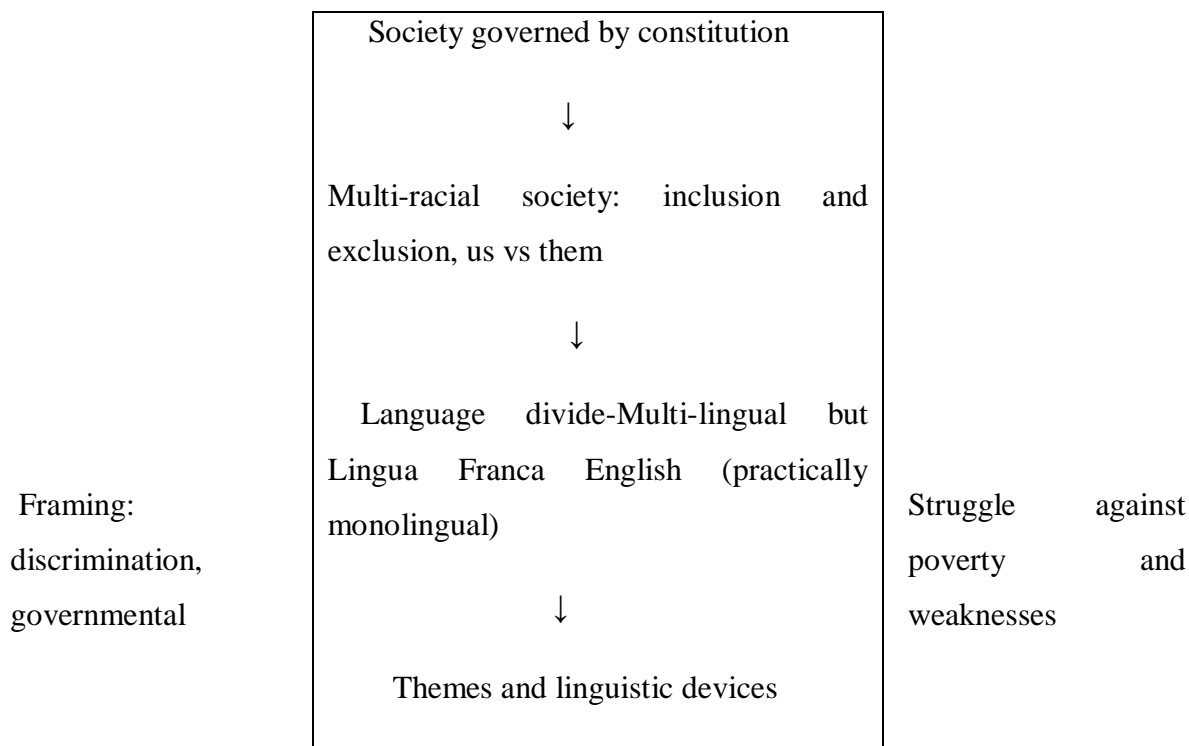 Society governed by constitution
↓
Multi-racial society: inclusion and
exclusion, us vs them
↓
Language divide-Multi-lingual but
Lingua Franca English (practically
monolingual)
↓
Themes and linguistic devices
Framing:
discrimination,
governmental
Struggle against
poverty and
weaknesses